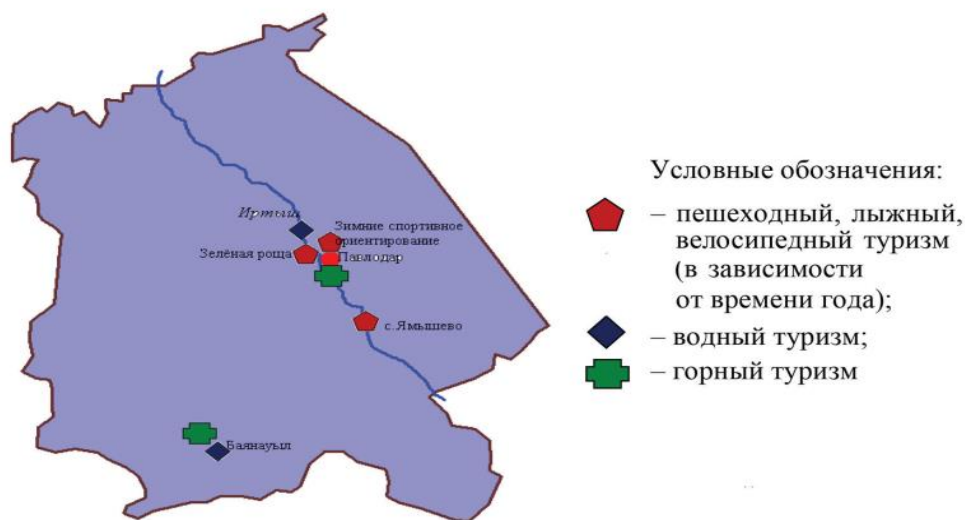 Иртыш
Зимние спортивное
ориентирование
Зелёная роща
Павлодар
с.Ямышево
Баянауыл
Условные обозначения:
– пешеходный, лыжный,
велосипедный туризм
(в зависимости
от времени года);
– водный туризм;
– горный туризм